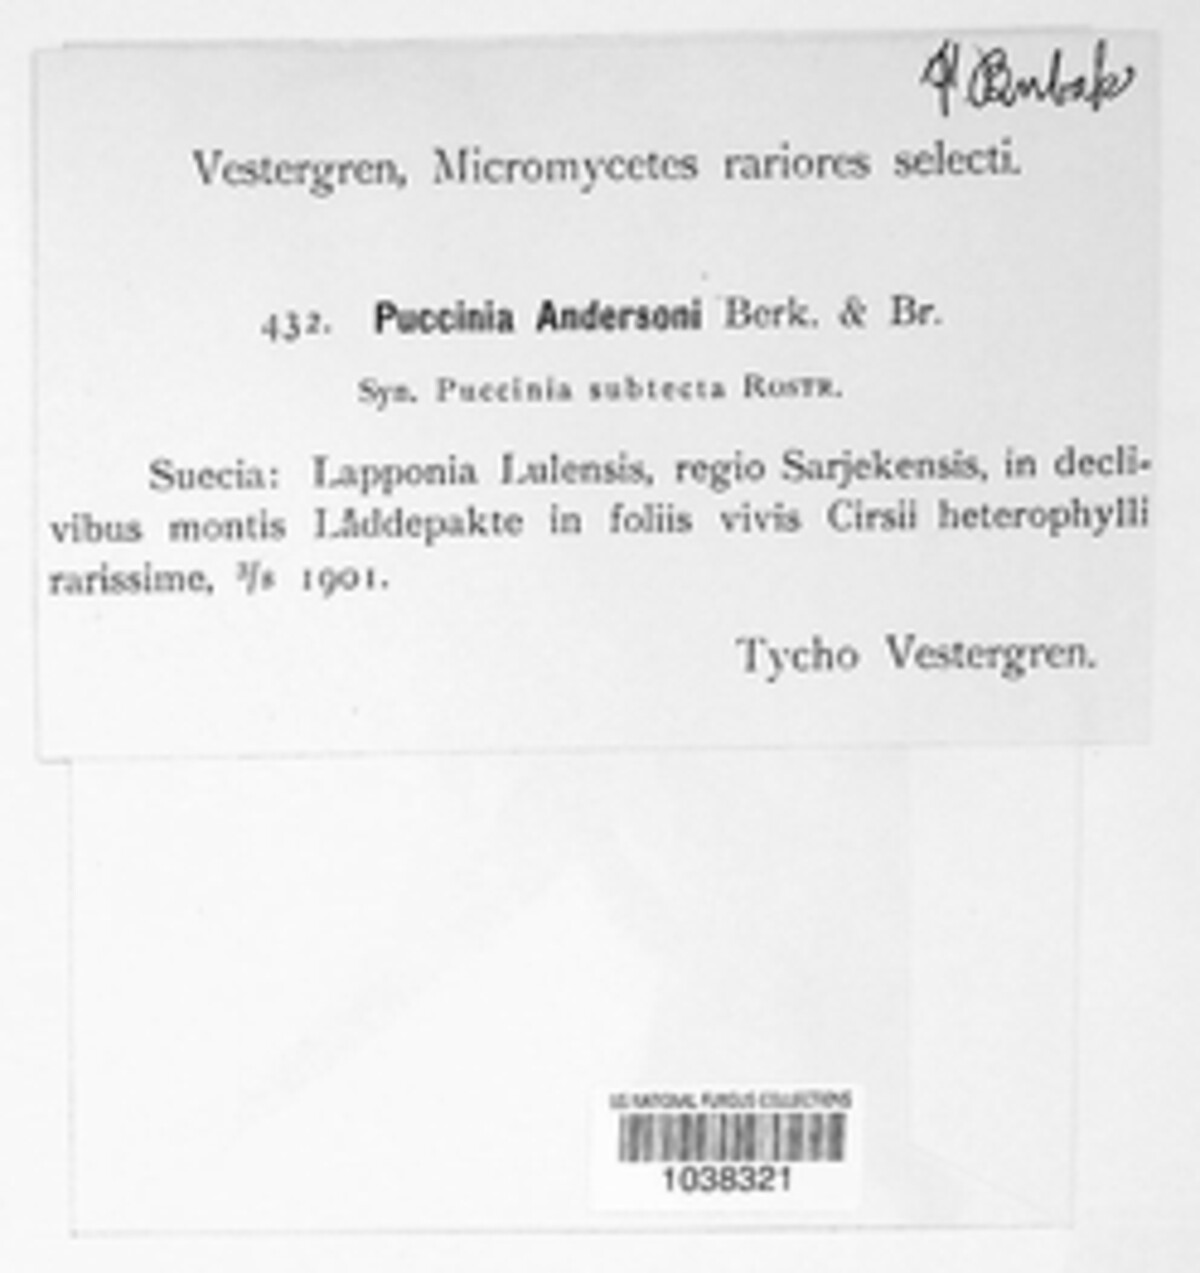 Bubak
Vestergren, Micromycetes rariores selecti.
432. Puccinia Andersoni Berk. & Br.
Syn. Puccinia subtecta ROSTR.
Suecia: Lapponia Lulensis, regio Sarjekensis, in decli-
vibus montis Låddepakte in foliis vivis Cirsii heterophylli
rarissime, 1901.
Tycho Vestergren.
US NATIONAL FUNGUS COLLECTIONS
1038321